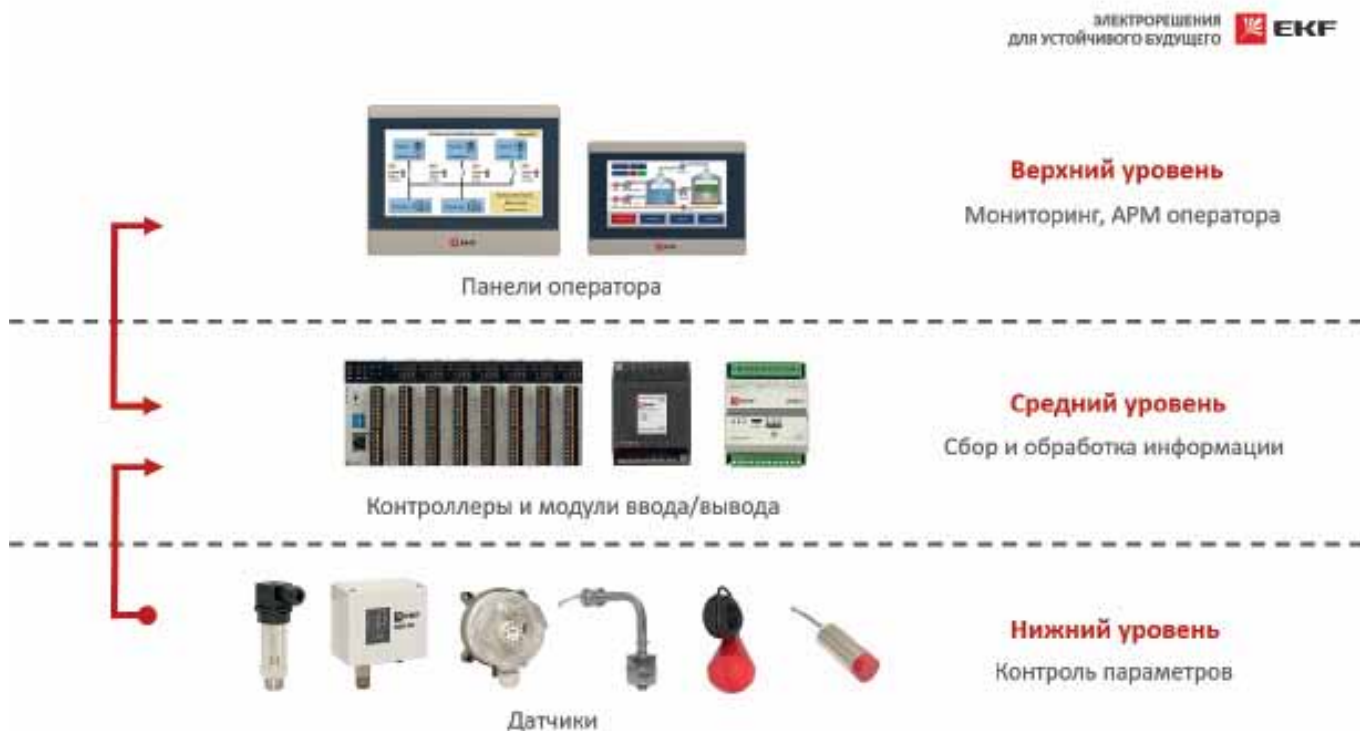 ЭЛЕКТРОРЕШЕНИЯ
ДЛЯ УСТОЙЧИВОГО БУДУЩЕГО
EKF
Верхний уровень
Мониторинг, АРМ оператора
Панели оператора
Средний уровень
Сбор и обработка информации
Контроллеры и модули ввода/вывода
Нижний уровень
Контроль параметров
Датчики